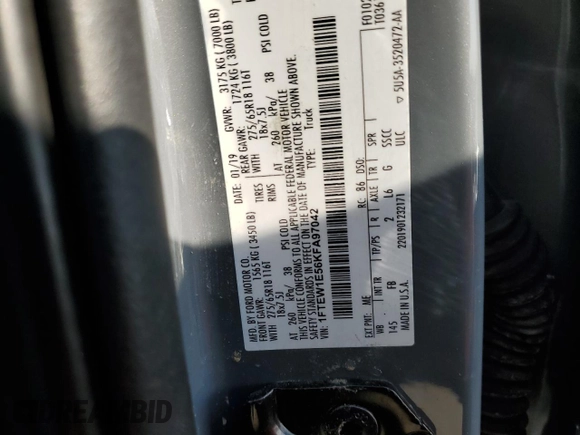 MFD. BY FORD MOTOR CO.
DATE: 01/19
GVWR: 3175 KG ( 7000 LB)
FRONT GAWR: 1565 KG ( 3450 LB)
REAR GAWR: 1724 KG ( 3800 LB)
WITH 275/65R18 116T TIRES
WITH 275/65R18 116T
18x7.5J RIMS
18x7.5J
AT 260 kPa/ 38 PSI COLD
AT 260 kPa/ 38 PSI COLD
THIS VEHICLE CONFORMS TO ALL APPLICABLE FEDERAL MOTOR VEHICLE
SAFETY STANDARDS IN EFFECT ON THE DATE OF MANUFACTURE SHOWN ABOVE.
VIN: 1FTEW1E56KFA97042
TYPE: Truck
F0102
T036
EXT PNT: ME RC: 86 DSO:
WB TP/PS R AXLE TR SPR
145 FB 2 L6 G SSCC
2201901232171 ULC
MADE IN U.S.A.
5U5A-3520472-AA